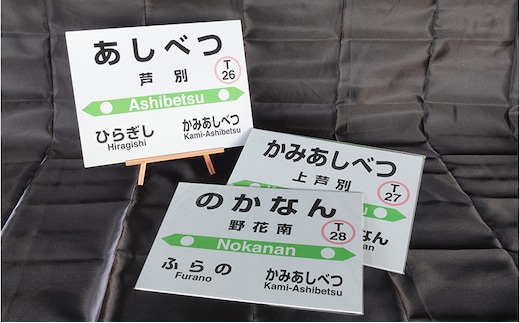 あしべつ
芦別
T
26
Ashibetsu
ひらぎし
Hiragishi
かみあしべつ
Kami-Ashibetsu
かみあしべつ
上芦別
T
27
なん
のかなん
野花南
T
28
Nokanan
ふらの
Furano
かみあしべつ
Kami-Ashibetsu